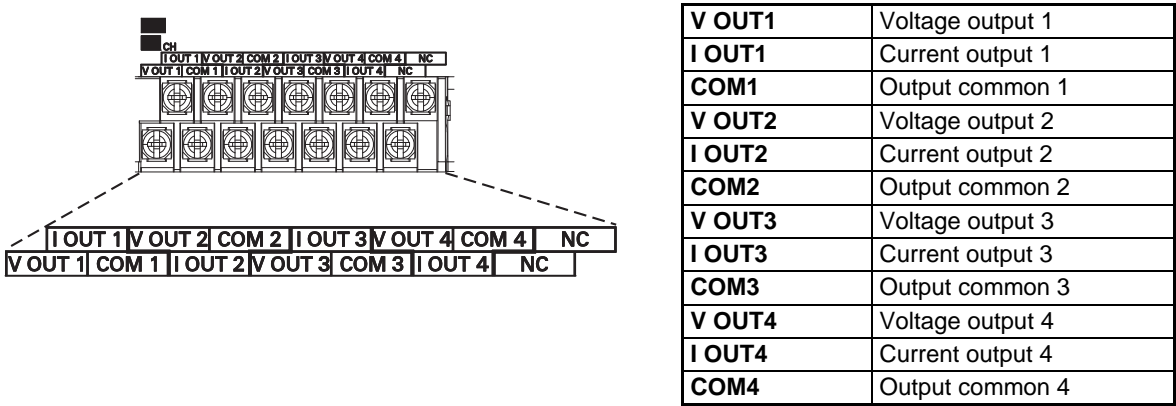 CH
I OUT 1 V OUT 2 COM 2 I OUT 3 V OUT 4 COM 4 NC
V OUT 1 COM 1 I OUT 2 V OUT 3 COM 3 I OUT 4 NC
I OUT 1 V OUT 2 COM 2 I OUT 3 V OUT 4 COM 4 NC
V OUT 1 COM 1 I OUT 2 V OUT 3 COM 3 I OUT 4 NC
V OUT1 Voltage output 1
I OUT1 Current output 1
COM1 Output common 1
V OUT2 Voltage output 2
I OUT2 Current output 2
COM2 Output common 2
V OUT3 Voltage output 3
I OUT3 Current output 3
COM3 Output common 3
V OUT4 Voltage output 4
I OUT4 Current output 4
COM4 Output common 4